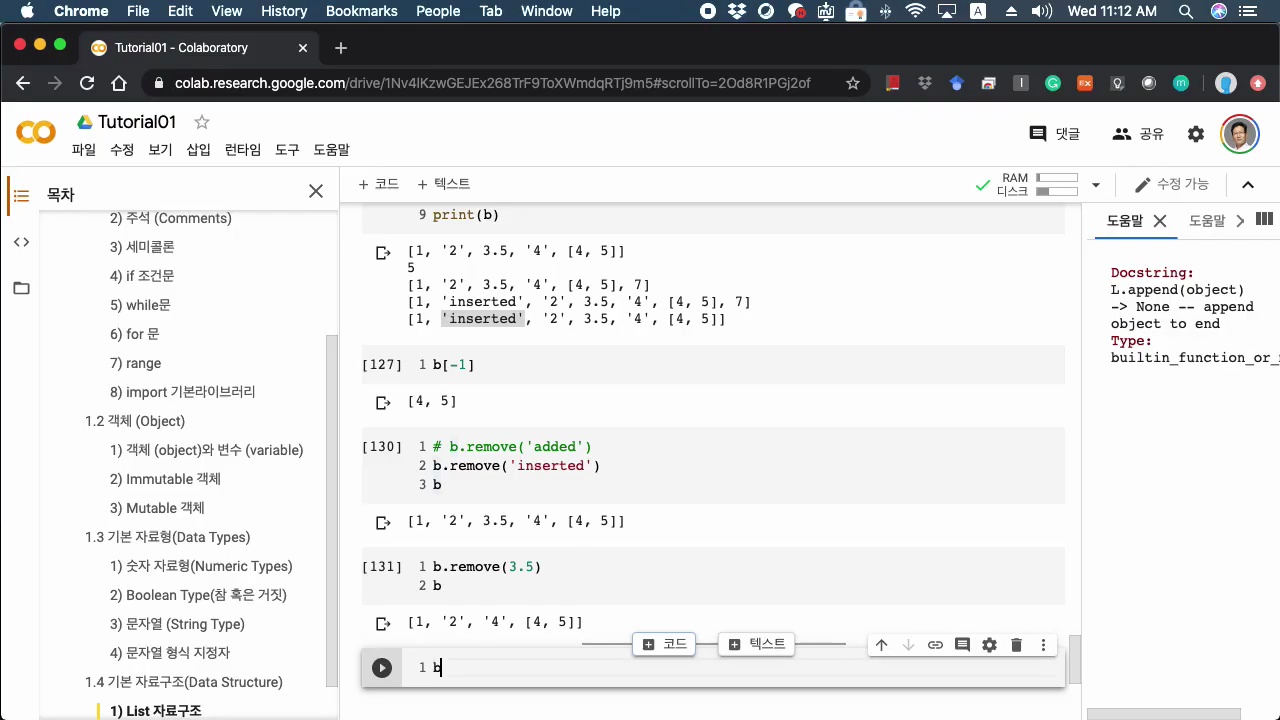 Chrome File Edit View History Bookmarks People Tab Window Help Wed 11:12 AM
Tutorial01 - Colaboratory
colab.research.google.com/drive/1Nv4lKzwGEJEx268TrF9ToXWmdqRTj9m5#scrollTo=2Od8R1PGj2of
Tutorial01
댓글 공유
파일 수정 보기 삽입 런타임 도구 도움말
목차
+ 코드 + 텍스트
RAM
디스크
수정 가능
2) 주석 (Comments)
3) 세미콜론
4) if 조건문
5) while문
6) for 문
7) range
8) import 기본라이브러리
1.2 객체 (Object)
1) 객체 (object)와 변수 (variable)
2) Immutable 객체
3) Mutable 객체
1.3 기본 자료형(Data Types)
1) 숫자 자료형(Numeric Types)
2) Boolean Type(참 혹은 거짓)
3) 문자열 (String Type)
4) 문자열 형식 지정자
1.4 기본 자료구조(Data Structure)
1) List 자료구조
9 print(b)
[1, '2', 3.5, '4', [4, 5]]
5
[1, '2', 3.5, '4', [4, 5], 7]
[1, 'inserted', '2', 3.5, '4', [4, 5], 7]
[1, 'inserted', '2', 3.5, '4', [4, 5]]
[127] 1 b[-1]
[4, 5]
[130] 1 # b.remove('added')
2 b.remove('inserted')
3 b
[1, '2', 3.5, '4', [4, 5]]
[131] 1 b.remove(3.5)
2 b
[1, '2', '4', [4, 5]]
코드 텍스트
1 b
도움말 도움말
Docstring:
L.append(object)
-> None -- append
object to end
Type:
builtin_function_or_